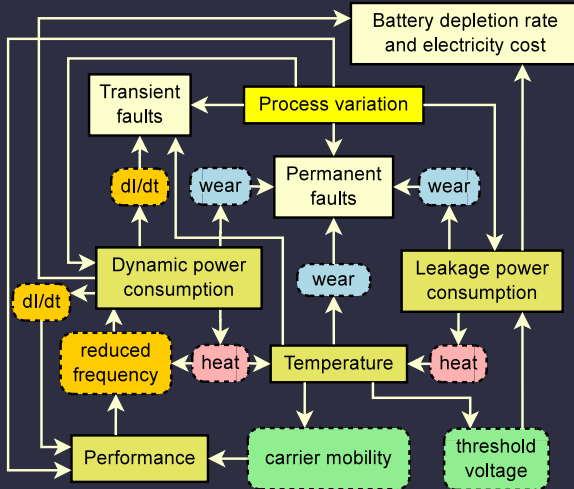 Battery depletion rate
and electricity cost
Transient
faults
Process variation
dI/dt
wear
Permanent
faults
wear
Dynamic power
consumption
wear
Leakage power
consumption
dI/dt
reduced
frequency
heat
Temperature
heat
Performance
carrier mobility
threshold
voltage